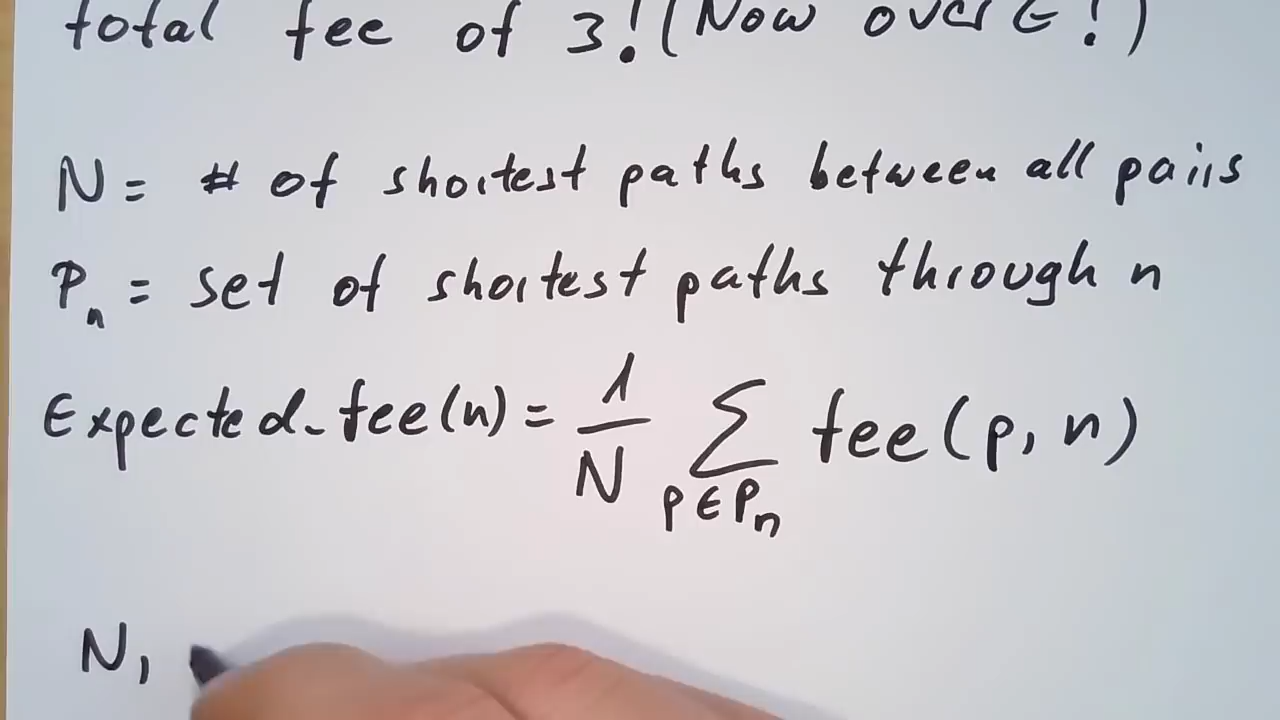 total fee of 3! (Now over E!)
N = # of shortest paths between all pairs
Pn = set of shortest paths through n
Expected_fee(n) = 1/N ∑ p∈Pn fee(p, n)
N,